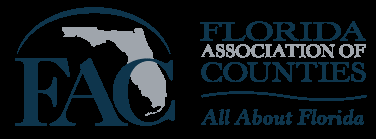 FAC
FLORIDA
ASSOCIATION OF
COUNTIES
All About Florida